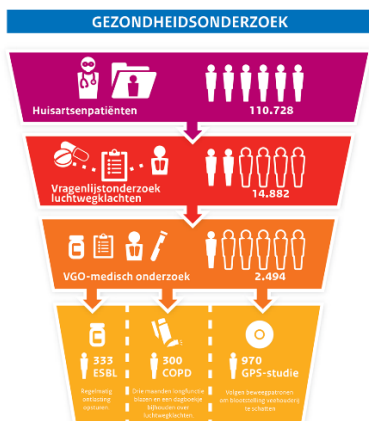 GEZONDHEIDSONDERZOEK
Huisartsenpatiënten
110.728
Vragenlijstonderzoek
luchtwegklachten
14.882
VGO-medisch onderzoek
2.494
333
ESBL
300
COPD
970
GPS-studie
Regelmatig
ontlasting
opsturen.
Drie maanden longfunctie
blazen en een dagboekje
bijhouden over
luchtwegklachten.
Volgen beweegpatronen
om blootstelling veehouderij
te schatten